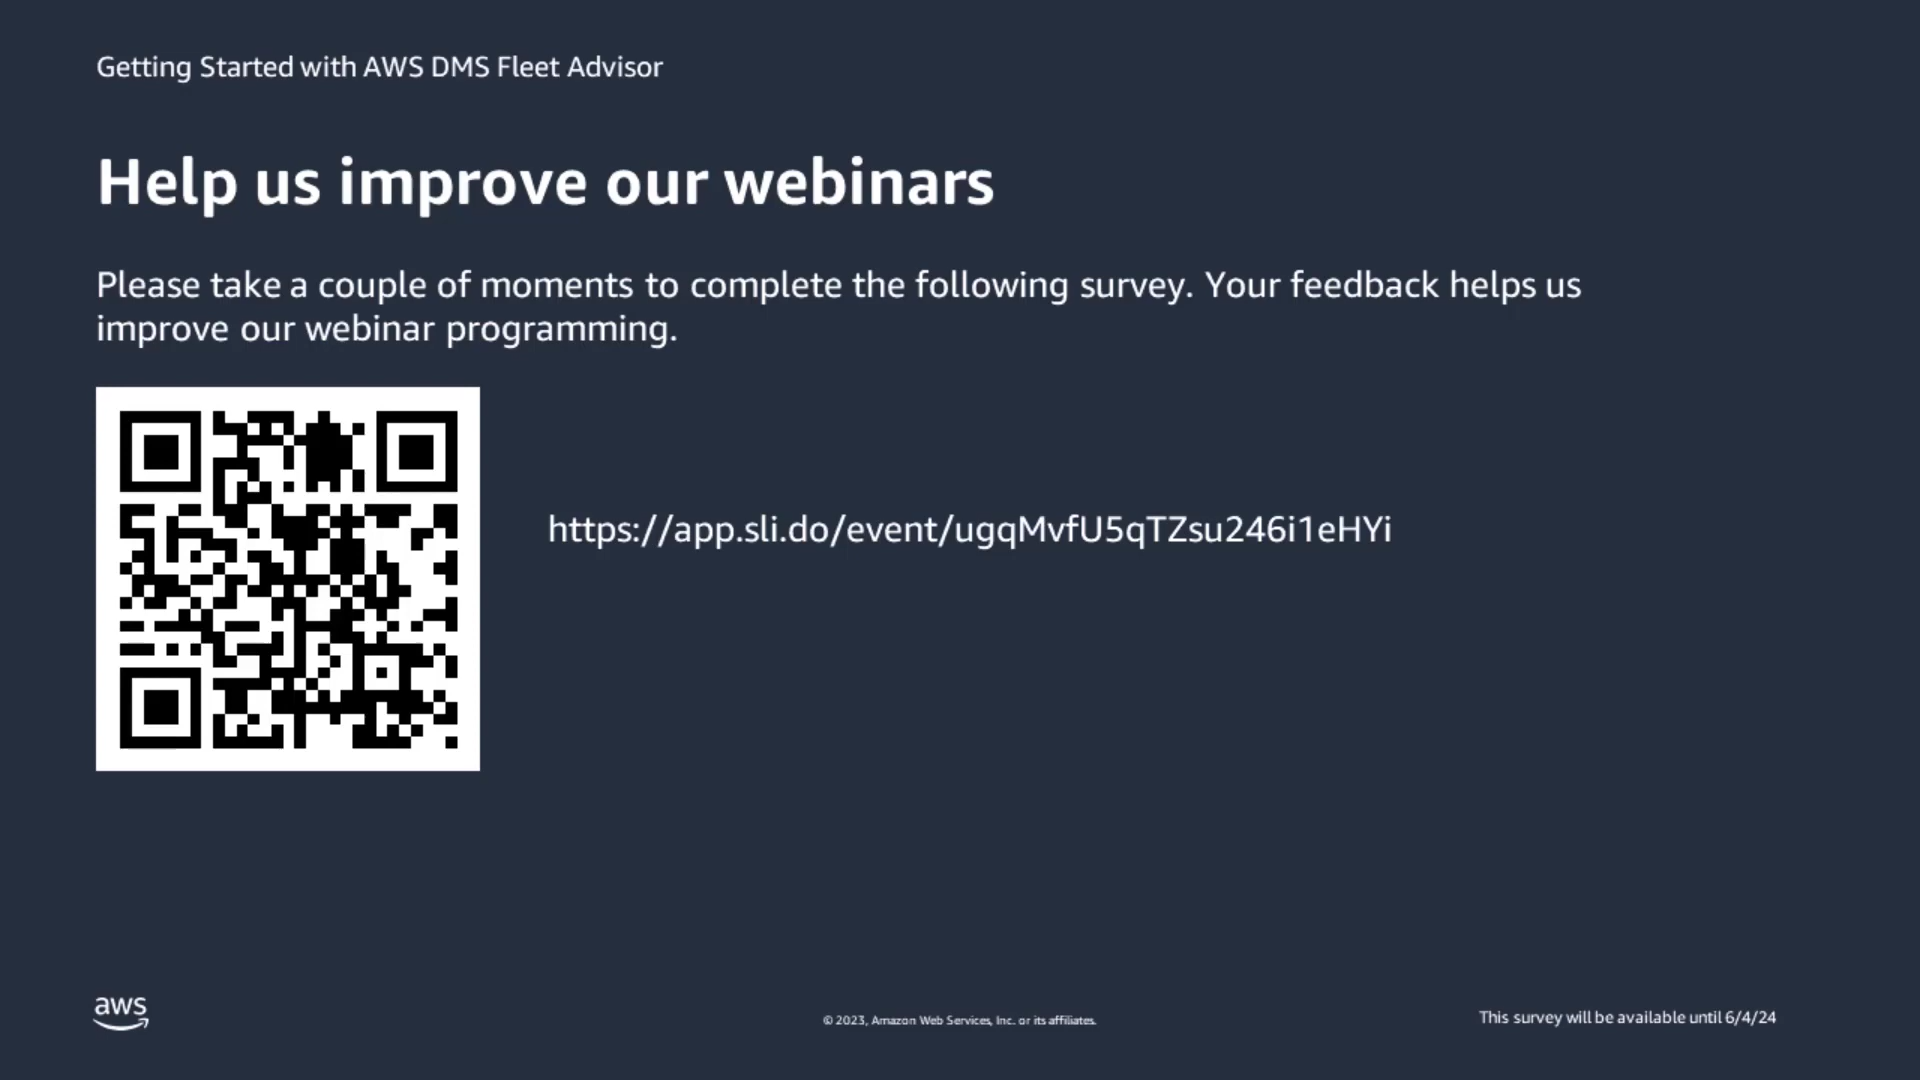 Getting Started with AWS DMS Fleet Advisor
Help us improve our webinars
Please take a couple of moments to complete the following survey. Your feedback helps us
improve our webinar programming.
https://app.sli.do/event/ugqMvfU5qTZsu246i1eHYi
aws
© 2023, Amazon Web Services, Inc. or its affiliates.
This survey will be available until 6/4/24